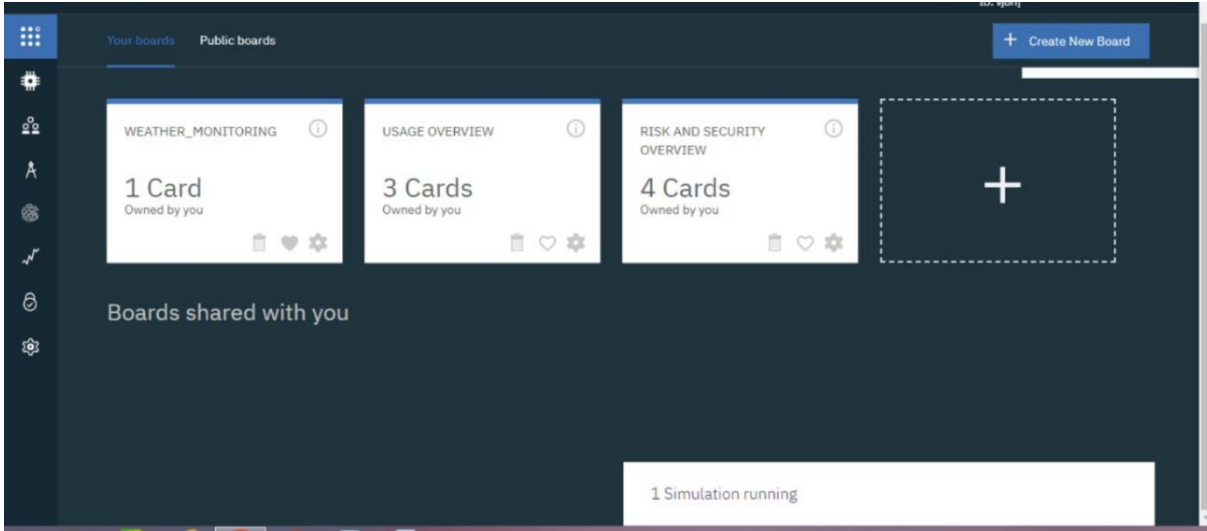 Your boards
Public boards
+ Create New Board
WEATHER_MONITORING
1 Card
Owned by you
USAGE OVERVIEW
3 Cards
Owned by you
RISK AND SECURITY
OVERVIEW
4 Cards
Owned by you
Boards shared with you
1 Simulation running